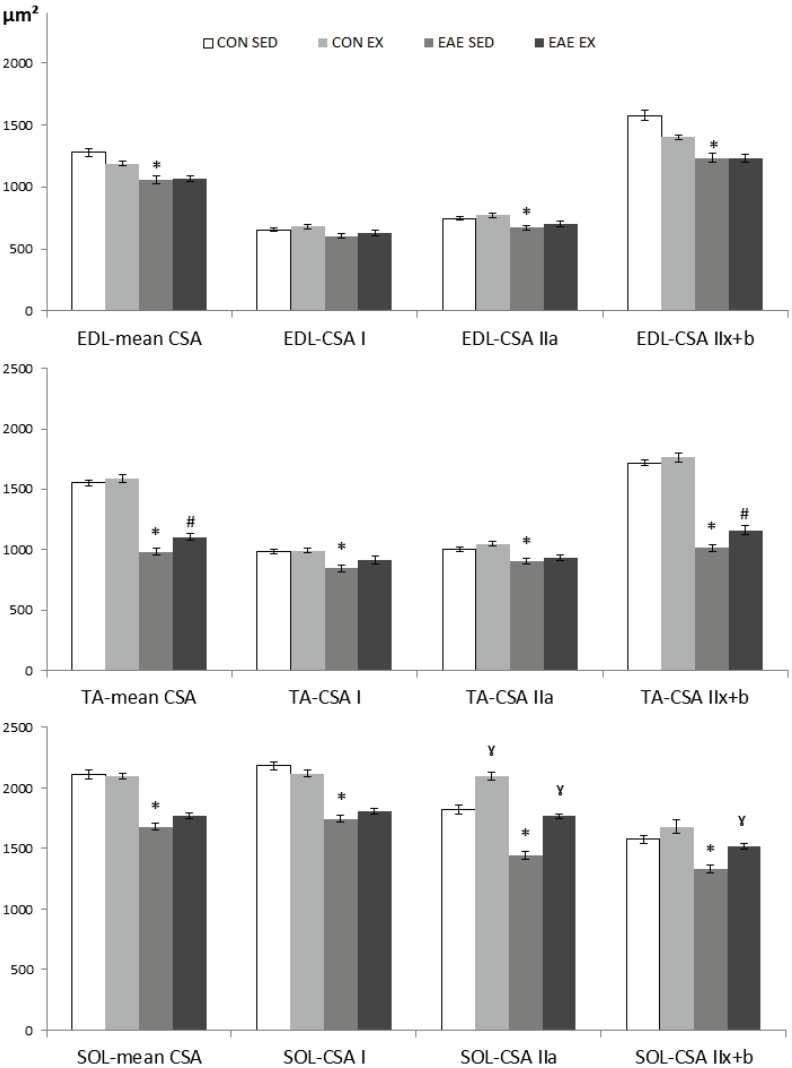 µm²
CON SED CON EX EAE SED EAE EX
2000
1500
1000
500
0
* * *
EDL-mean CSA EDL-CSA I EDL-CSA IIa EDL-CSA IIx+b
2500
2000
1500
1000
500
0
* # * * * #
TA-mean CSA TA-CSA I TA-CSA IIa TA-CSA IIx+b
2500
2000
1500
1000
500
0
* * ɣ * ɣ * ɣ
SOL-mean CSA SOL-CSA I SOL-CSA IIa SOL-CSA IIx+b